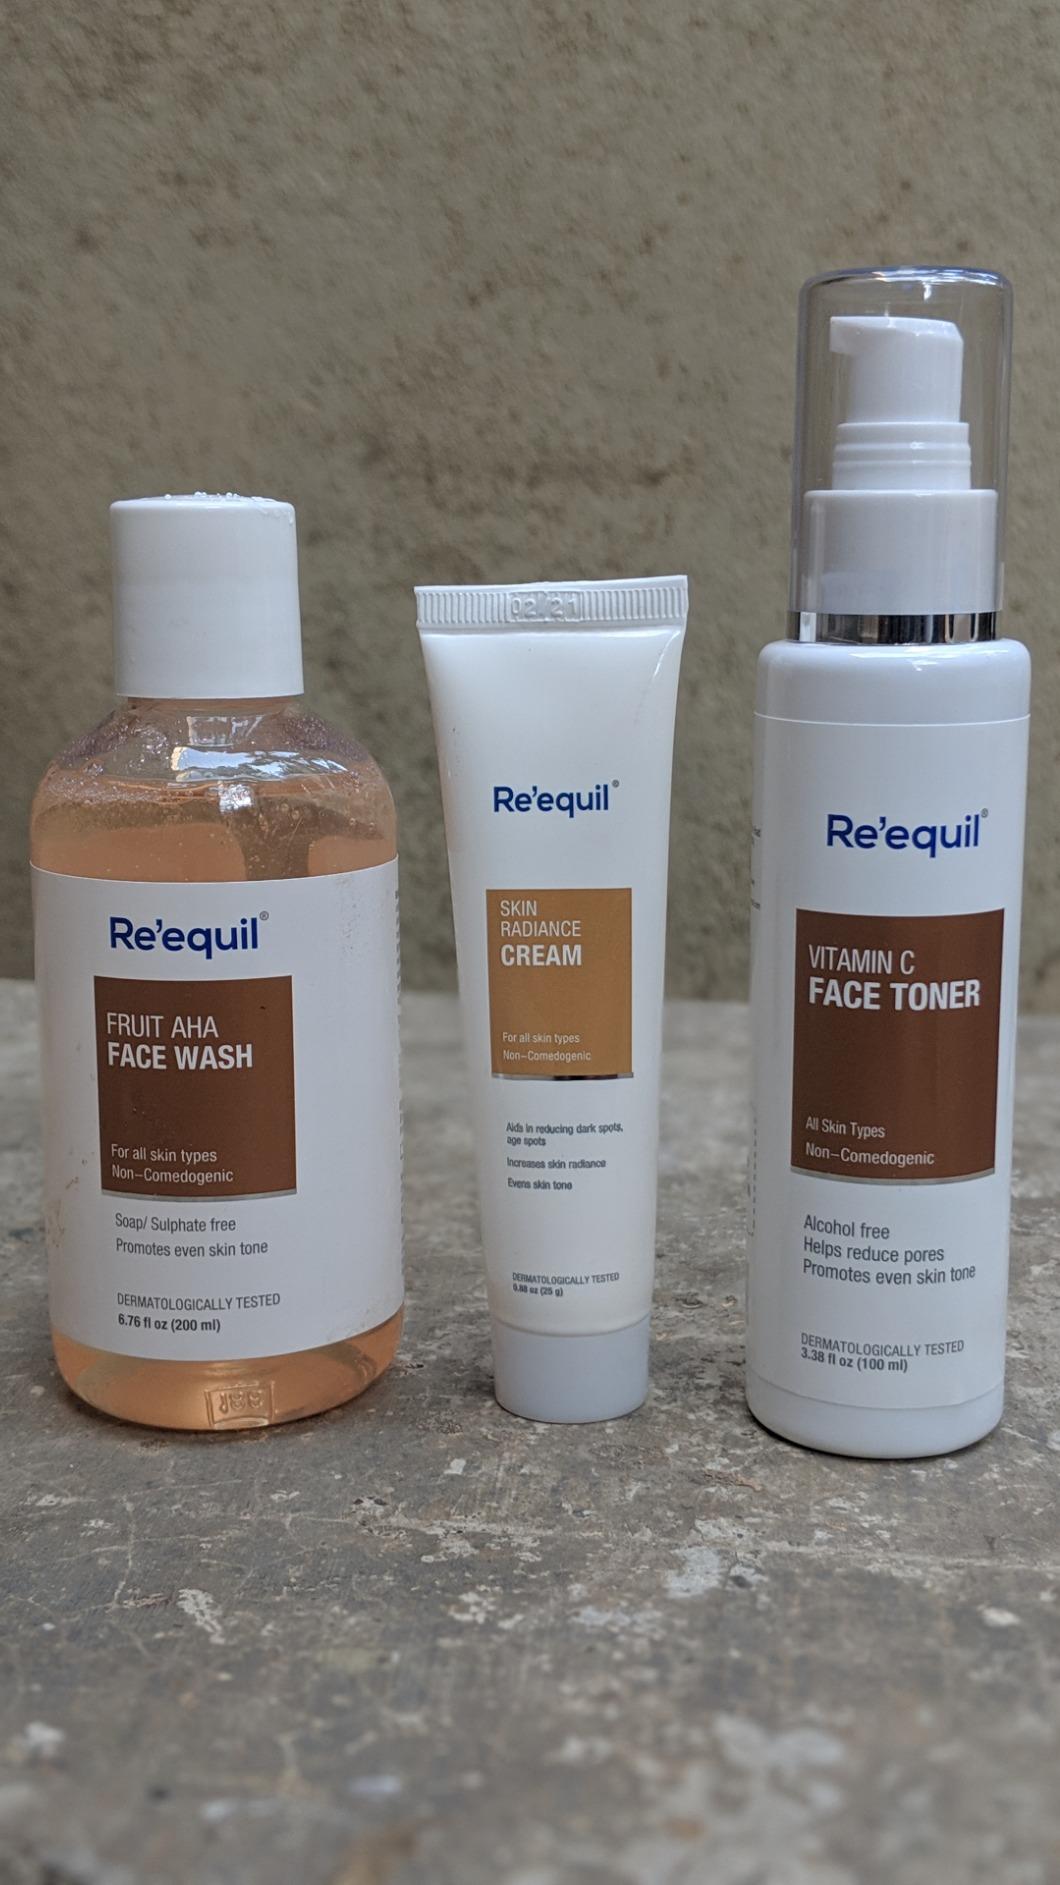 Re'equil®
FRUIT AHA
FACE WASH
For all skin types
Non-Comedogenic
Soap/ Sulphate free
Promotes even skin tone
DERMATOLOGICALLY TESTED
6.76 fl oz (200 ml)
02/21
Re'equil®
SKIN
RADIANCE
CREAM
For all skin types
Non-Comedogenic
Aids in reducing dark spots,
age spots
Increases skin radiance
Evens skin tone
DERMATOLOGICALLY TESTED
0.88 oz (25 g)
Re'equil®
VITAMIN C
FACE TONER
All Skin Types
Non-Comedogenic
Alcohol free
Helps reduce pores
Promotes even skin tone
DERMATOLOGICALLY TESTED
3.38 fl oz (100 ml)